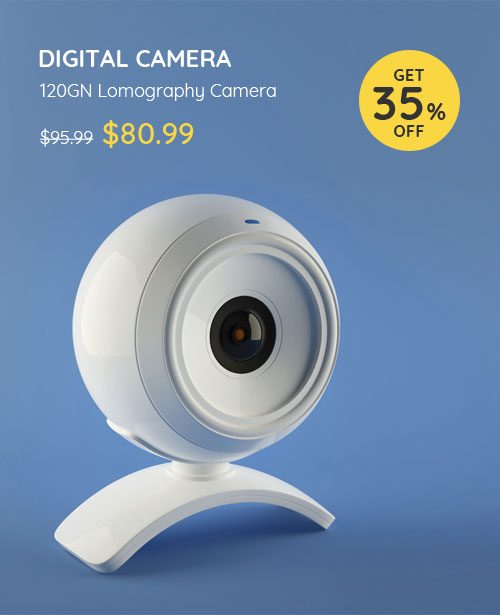 DIGITAL CAMERA
120GN Lomography Camera
$95.99 $80.99
GET
35%
OFF